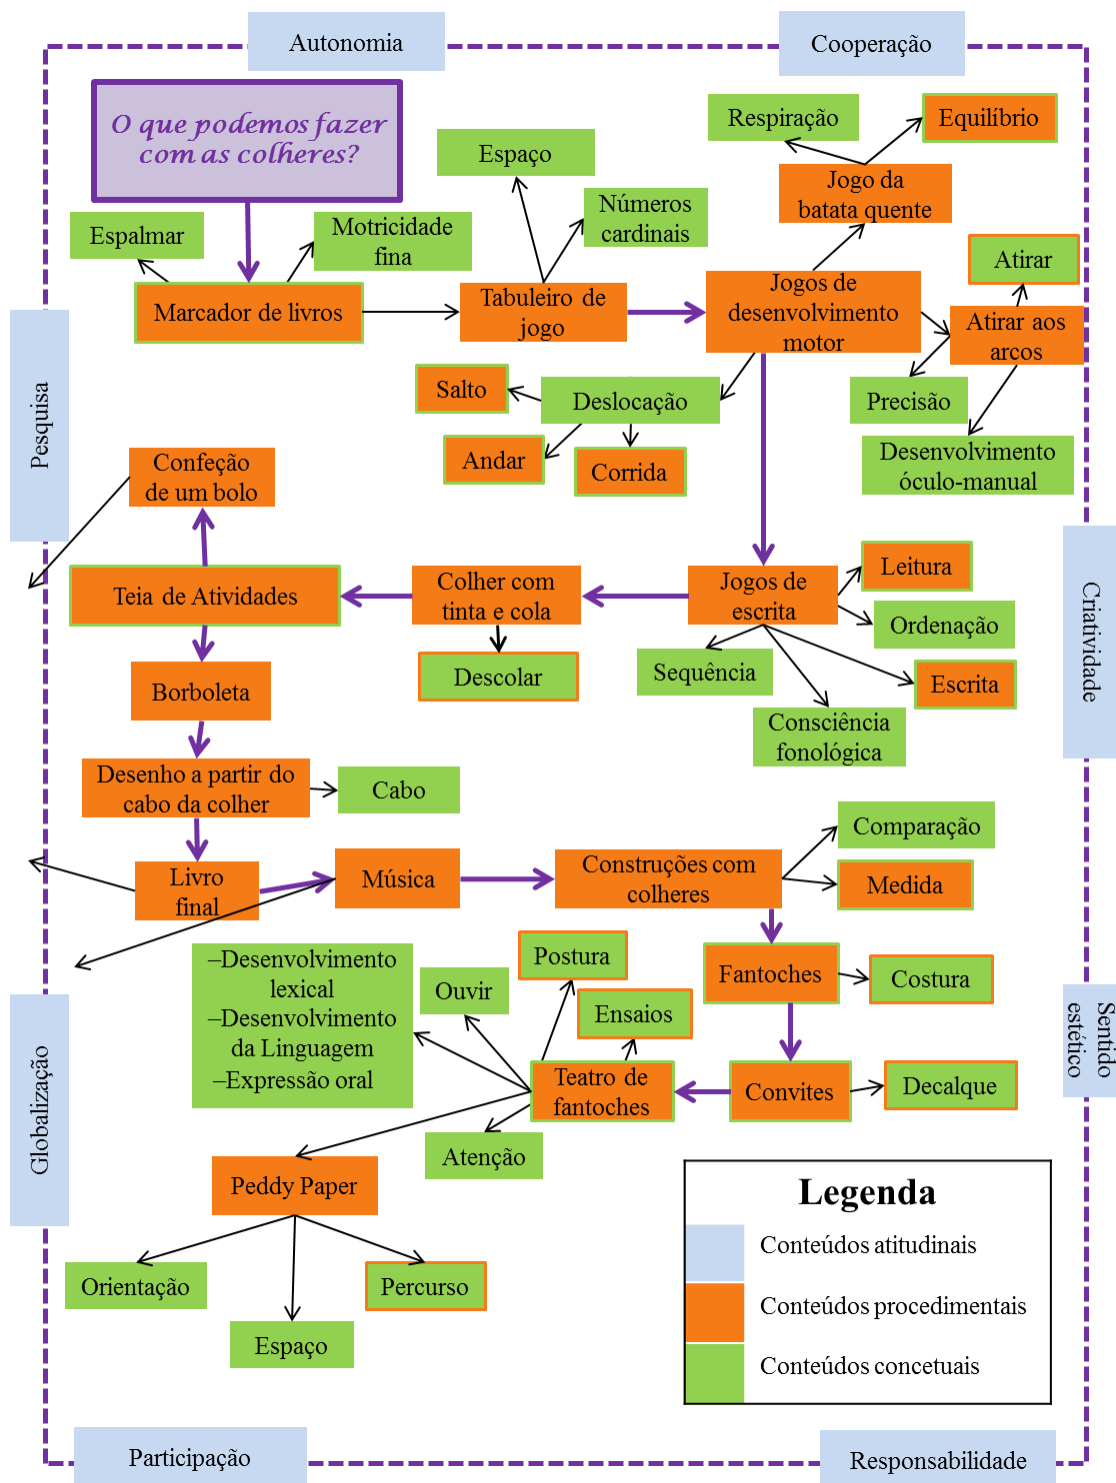 Autonomia
Cooperação
O que podemos fazer
com as colheres?
Respiração
Equilíbrio
Espaço
Jogo da
batata quente
Números
cardinais
Espalmar
Motricidade
fina
Atirar
Marcador de livros
Tabuleiro de
jogo
Jogos de
desenvolvimento
motor
Atirar aos
arcos
Pesquisa
Salto
Deslocação
Precisão
Andar
Corrida
Desenvolvimento
óculo-manual
Confeção
de um bolo
Teia de Atividades
Colher com
tinta e cola
Jogos de
escrita
Leitura
Ordenação
Criatividade
Descolar
Sequência
Escrita
Borboleta
Consciência
fonológica
Desenho a partir do
cabo da colher
Cabo
Comparação
Livro
final
Música
Construções com
colheres
Medida
–Desenvolvimento
lexical
–Desenvolvimento
da Linguagem
–Expressão oral
Ouvir
Postura
Ensaios
Fantoches
Costura
Sentido
estético
Globalização
Teatro de
fantoches
Convites
Decalque
Atenção
Peddy Paper
Orientação
Percurso
Espaço
Legenda
Conteúdos atitudinais
Conteúdos procedimentais
Conteúdos concetuais
Participação
Responsabilidade